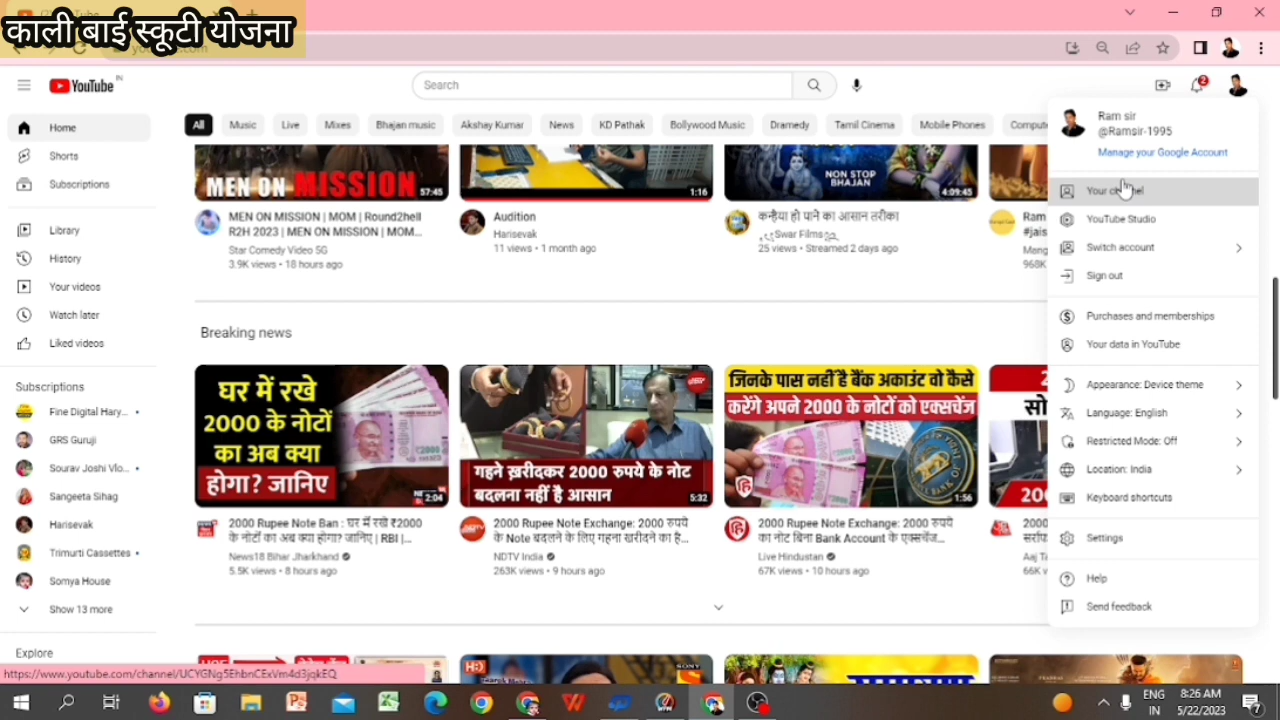 काली बाई स्कूटी योजना
YouTube IN
Search
Home
Shorts
Subscriptions
Library
History
Your videos
Watch later
Liked videos
Subscriptions
Fine Digital Hary...
GRS Guruji
Sourav Joshi Vlo...
Sangeeta Sihag
Harisevak
Trimurti Cassettes
Somya House
Show 13 more
Explore
All Music Live Mixes Bhajan music Akshay Kumar News KD Pathak Bollywood Music Dramedy Tamil Cinema Mobile Phones
MEN ON MISSION
57:45
MEN ON MISSION | MOM | Round2hell
R2H 2023 | MEN ON MISSION | MOM...
Star Comedy Video 5G
3.9K views • 18 hours ago
1:16
Audition
Harisevak
11 views • 1 month ago
NON STOP
BHAJAN
4:09:45
कन्हैया हो पाने का आसान तरीका
Swar Films
25 views • Streamed 2 days ago
Ram
#jais
Mang
968K
Breaking news
घर में रखे
2000 के नोटों
का अब क्या
होगा? जानिए
2:04
2000 Rupee Note Ban : घर में रखे ₹2000
के नोटों का अब क्या होगा? जानिए | RBI |...
News18 Bihar Jharkhand
5.5K views • 8 hours ago
गहने ख़रीदकर 2000 रुपये के नोट
बदलना नहीं है आसान
5:32
2000 Rupee Note Exchange: 2000 रुपये
के Note बदलने के लिए गहना खरीदने का है...
NDTV India
263K views • 9 hours ago
जिनके पास नहीं है बैंक अकाउंट वो कैसे
करेंगे अपने 2000 के नोटों को एक्सचेंज
1:56
2000 Rupee Note Exchange: 2000 रुपये
का नोट बिना Bank Account के एक्सचेंज...
Live Hindustan
67K views • 10 hours ago
2000
Aaj Ta
66K v
SONY
Ram sir
@Ramsir-1995
Manage your Google Account
Your channel
YouTube Studio
Switch account
Sign out
Purchases and memberships
Your data in YouTube
Appearance: Device theme
Language: English
Restricted Mode: Off
Location: India
Keyboard shortcuts
Settings
Help
Send feedback
https://www.youtube.com/channel/UCYGNg5EhbnCExVm4d3jqkEQ
ENG
IN
8:26 AM
5/22/2023